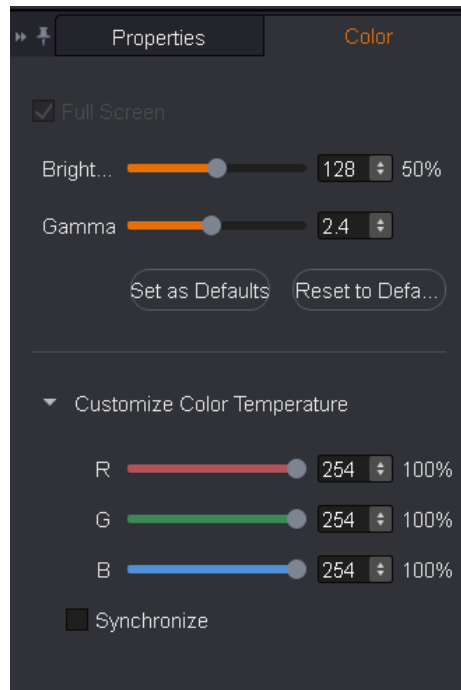 Properties Color
Full Screen
Bright... 128 50%
Gamma 2.4
Set as Defaults Reset to Defa...
Customize Color Temperature
R 254 100%
G 254 100%
B 254 100%
Synchronize